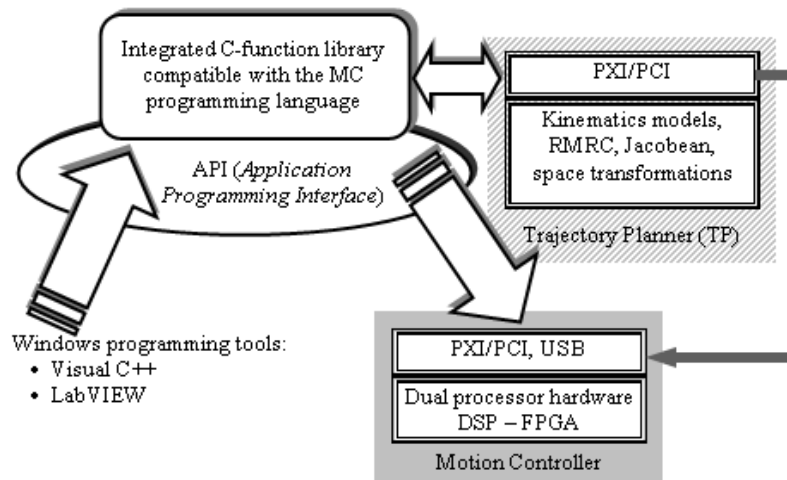 Integrated C-function library
compatible with the MC
programming language
API (Application
Programming Interface)
PXI/PCI
Kinematics models,
RMRC, Jacobean,
space transformations
Trajectory Planner (TP)
Windows programming tools:
• Visual C++
• LabVIEW
PXI/PCI, USB
Dual processor hardware
DSP – FPGA
Motion Controller